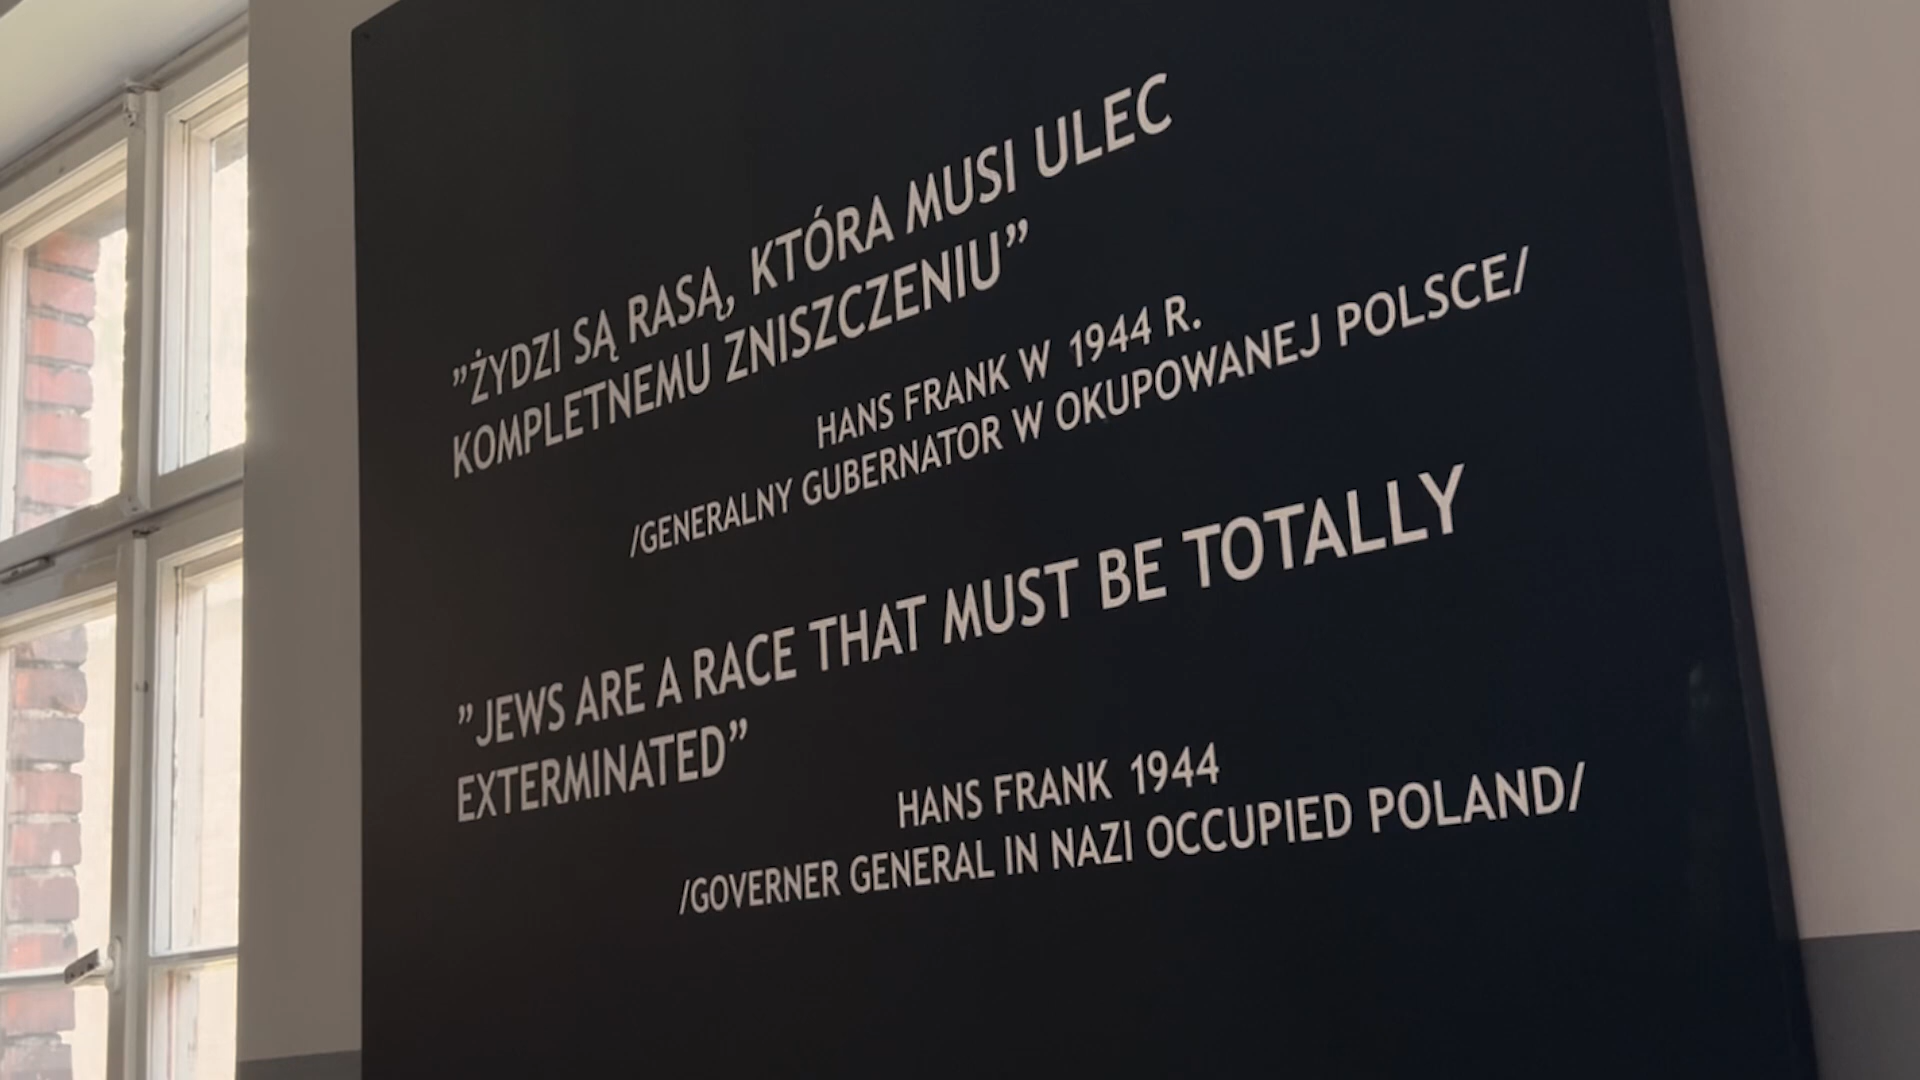 ”ŻYDZI SĄ RASĄ, KTÓRA MUSI ULEC
KOMPLETNEMU ZNISZCZENIU”
HANS FRANK W 1944 R.
/GENERALNY GUBERNATOR W OKUPOWANEJ POLSCE/
”JEWS ARE A RACE THAT MUST BE TOTALLY
EXTERMINATED”
HANS FRANK 1944
/GOVERNER GENERAL IN NAZI OCCUPIED POLAND/